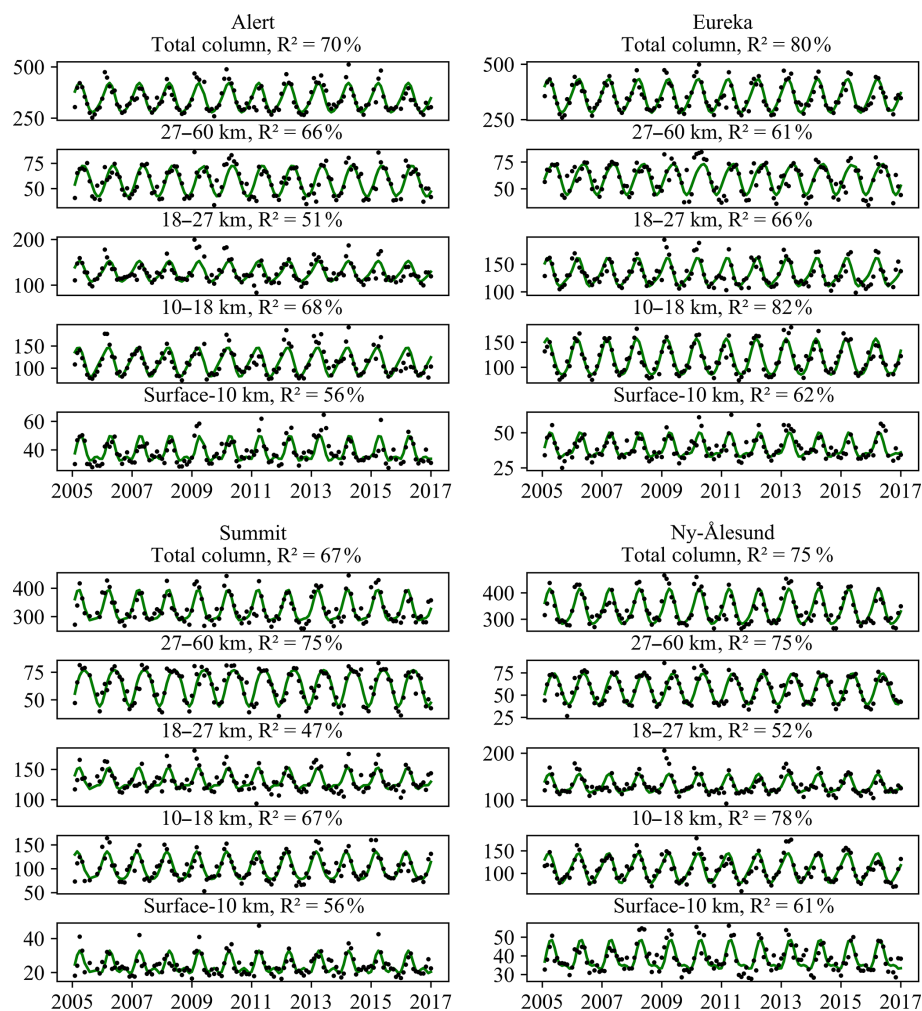 Alert
Total column, R² = 70%
500
250
27–60 km, R² = 66%
75
50
18–27 km, R² = 51%
200
100
10–18 km, R² = 68%
150
100
Surface-10 km, R² = 56%
60
40
2005 2007 2009 2011 2013 2015 2017
Eureka
Total column, R² = 80%
500
250
27–60 km, R² = 61%
75
50
18–27 km, R² = 66%
150
100
10–18 km, R² = 82%
150
100
Surface-10 km, R² = 62%
50
25
2005 2007 2009 2011 2013 2015 2017
Summit
Total column, R² = 67%
400
300
27–60 km, R² = 75%
75
50
18–27 km, R² = 47%
150
100
10–18 km, R² = 67%
150
100
50
Surface-10 km, R² = 56%
40
20
2005 2007 2009 2011 2013 2015 2017
Ny-Ålesund
Total column, R² = 75%
400
300
27–60 km, R² = 75%
75
50
25
18–27 km, R² = 52%
200
100
10–18 km, R² = 78%
150
100
Surface-10 km, R² = 61%
50
40
30
2005 2007 2009 2011 2013 2015 2017